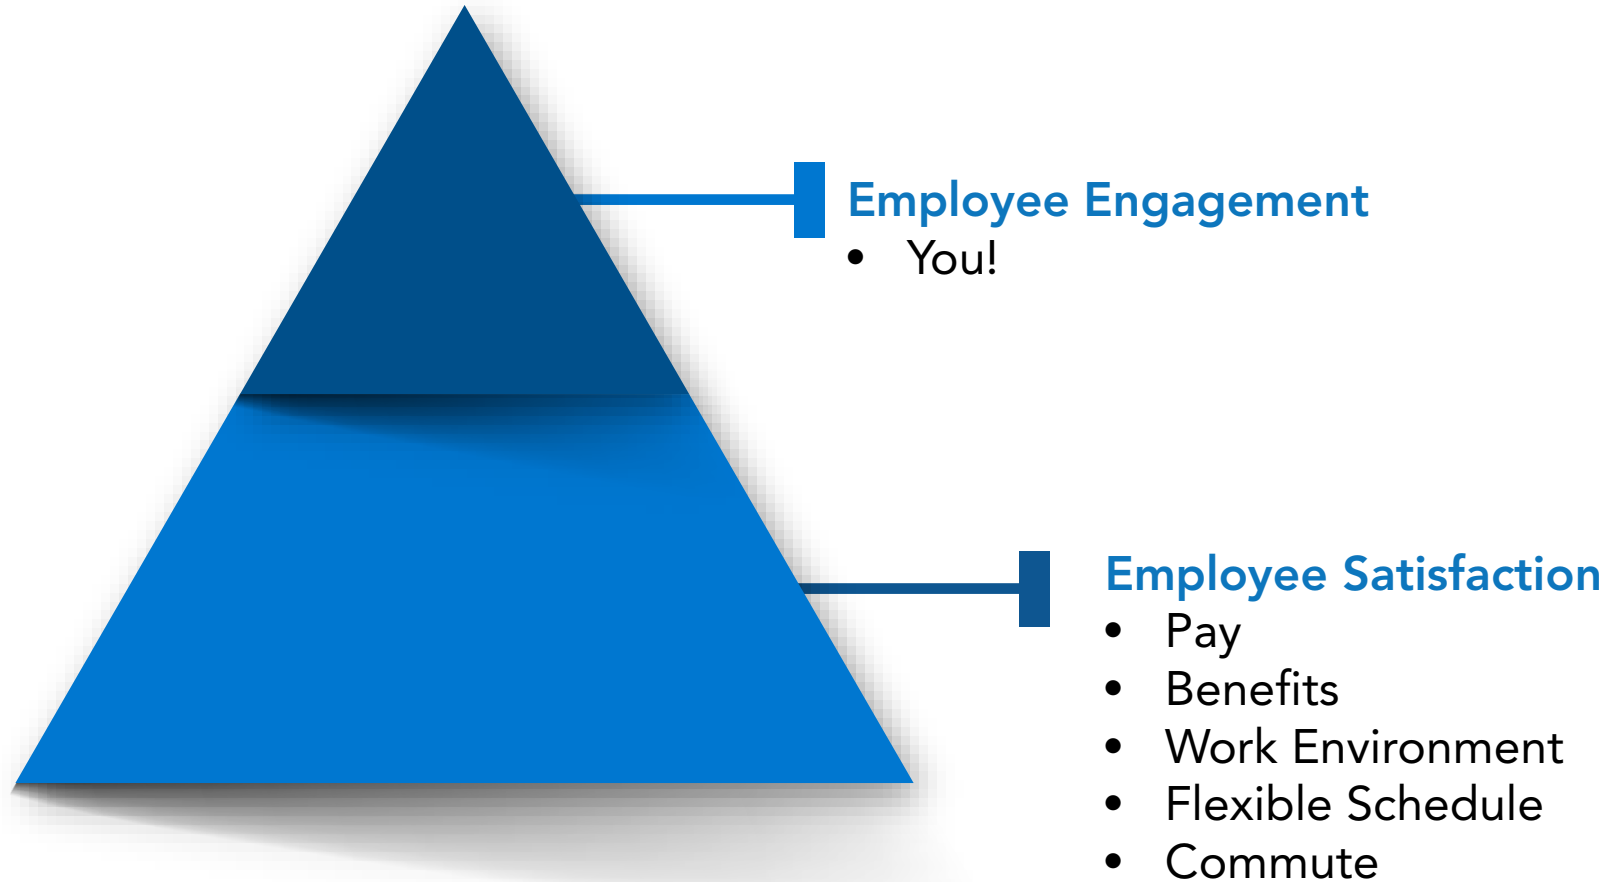 Employee Engagement
• You!
Employee Satisfaction
• Pay
• Benefits
• Work Environment
• Flexible Schedule
• Commute